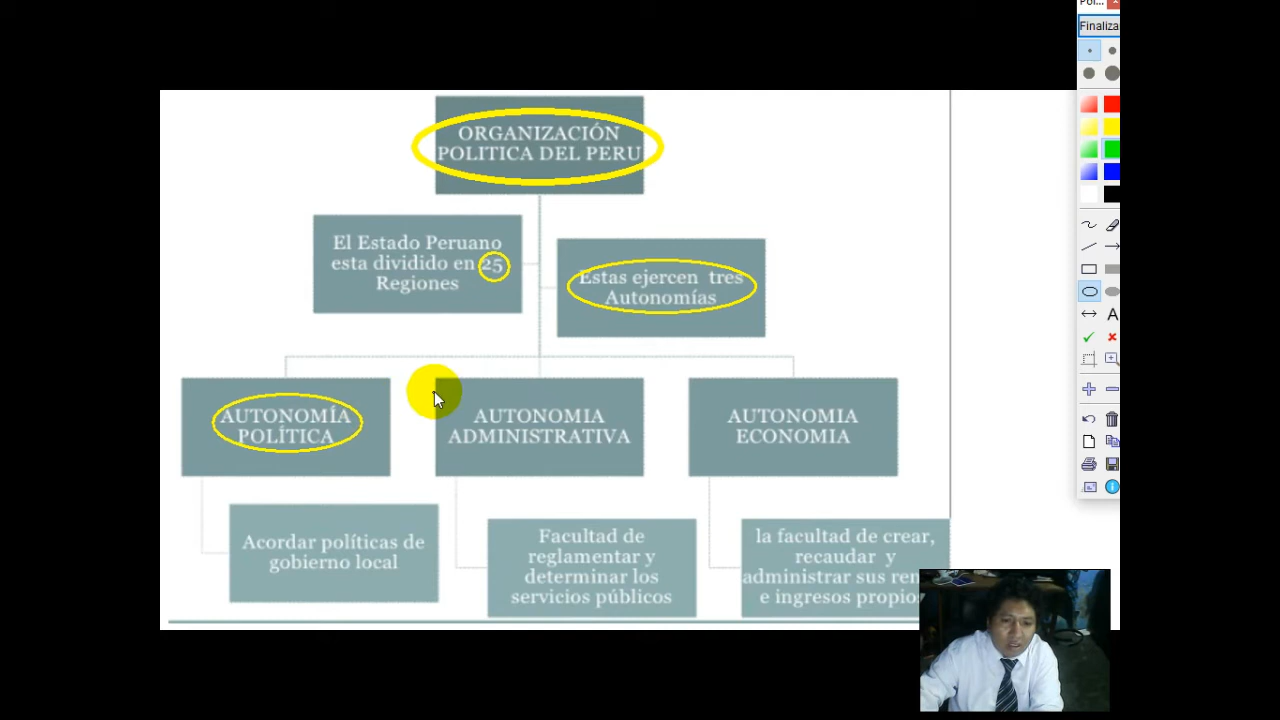 Finaliza
ORGANIZACIÓN
POLITICA DEL PERU
El Estado Peruano
esta dividido en 25
Regiones
Estas ejercen tres
Autonomías
AUTONOMÍA
POLÍTICA
AUTONOMIA
ADMINISTRATIVA
AUTONOMIA
ECONOMIA
Acordar políticas de
gobierno local
Facultad de
reglamentar y
determinar los
servicios públicos
la facultad de crear,
recaudar y
administrar sus
e ingresos
A